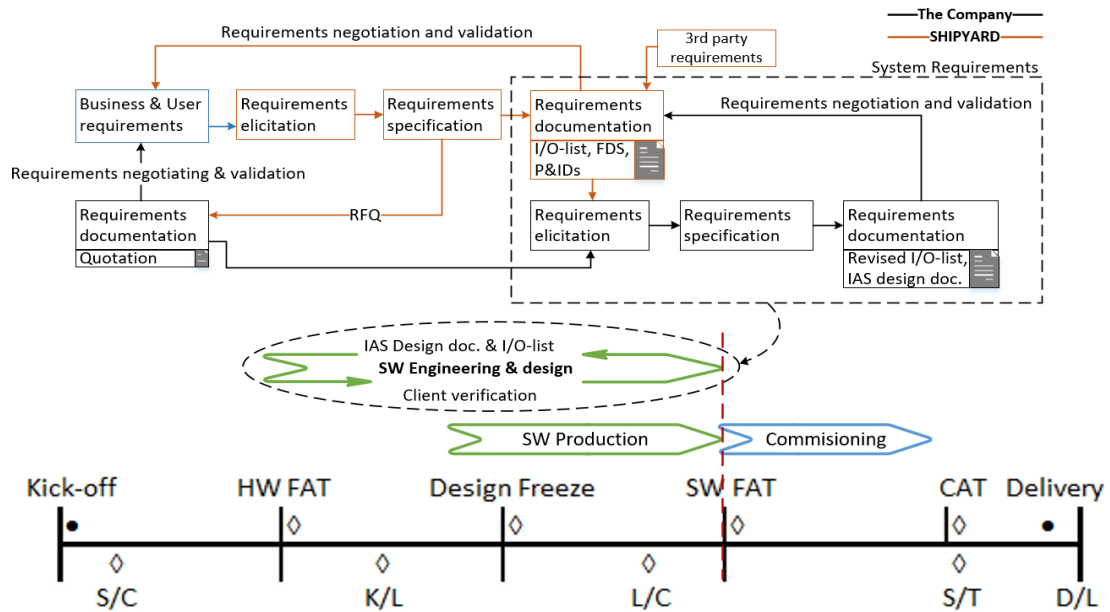 The Company
SHIPYARD
Requirements negotiation and validation
3rd party
requirements
System Requirements
Business & User
requirements
Requirements
elicitation
Requirements
specification
Requirements
documentation
I/O-list, FDS,
P&IDs
Requirements negotiation and validation
Requirements negotiating & validation
RFQ
Requirements
documentation
Quotation
Requirements
elicitation
Requirements
specification
Requirements
documentation
Revised I/O-list,
IAS design doc.
IAS Design doc. & I/O-list
SW Engineering & design
Client verification
SW Production
Commisioning
Kick-off
HW FAT
Design Freeze
SW FAT
CAT
Delivery
S/C
K/L
L/C
S/T
D/L